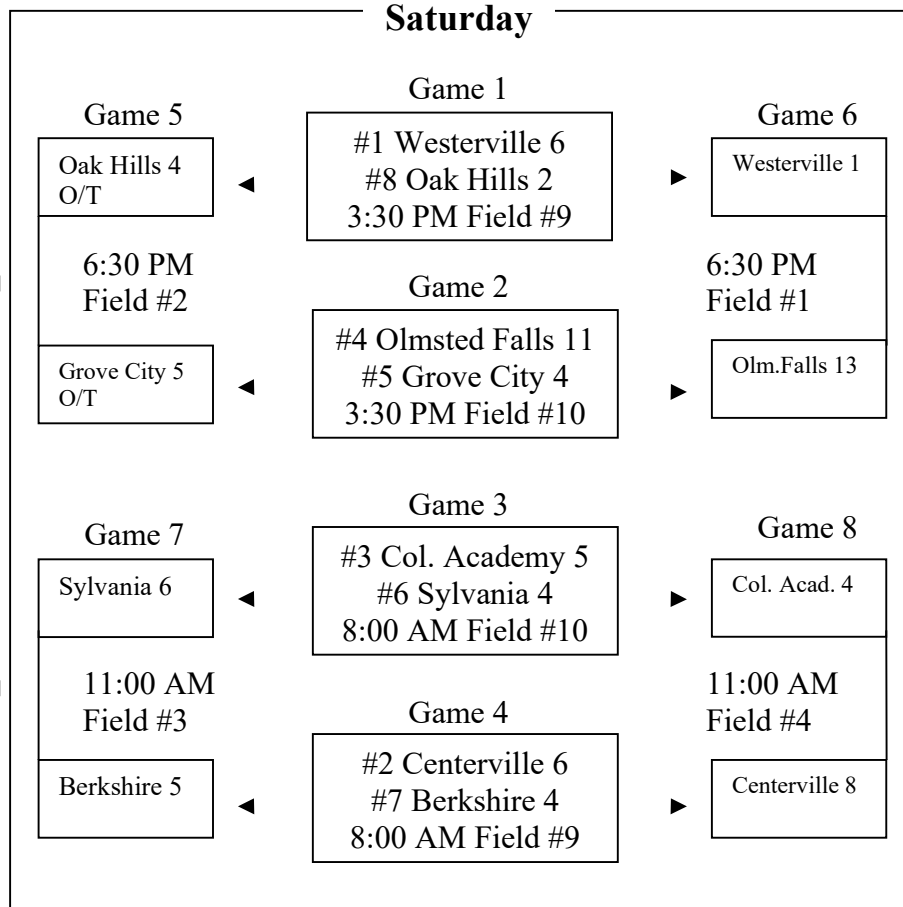 Saturday
Game 1
Game 5
Game 6
Oak Hills 4
O/T
#1 Westerville 6
#8 Oak Hills 2
3:30 PM Field #9
Westerville 1
6:30 PM
Field #2
6:30 PM
Field #1
Game 2
Grove City 5
O/T
#4 Olmsted Falls 11
#5 Grove City 4
3:30 PM Field #10
Olm.Falls 13
Game 3
Game 7
Game 8
Sylvania 6
#3 Col. Academy 5
#6 Sylvania 4
8:00 AM Field #10
Col. Acad. 4
11:00 AM
Field #3
11:00 AM
Field #4
Game 4
Berkshire 5
#2 Centerville 6
#7 Berkshire 4
8:00 AM Field #9
Centerville 8